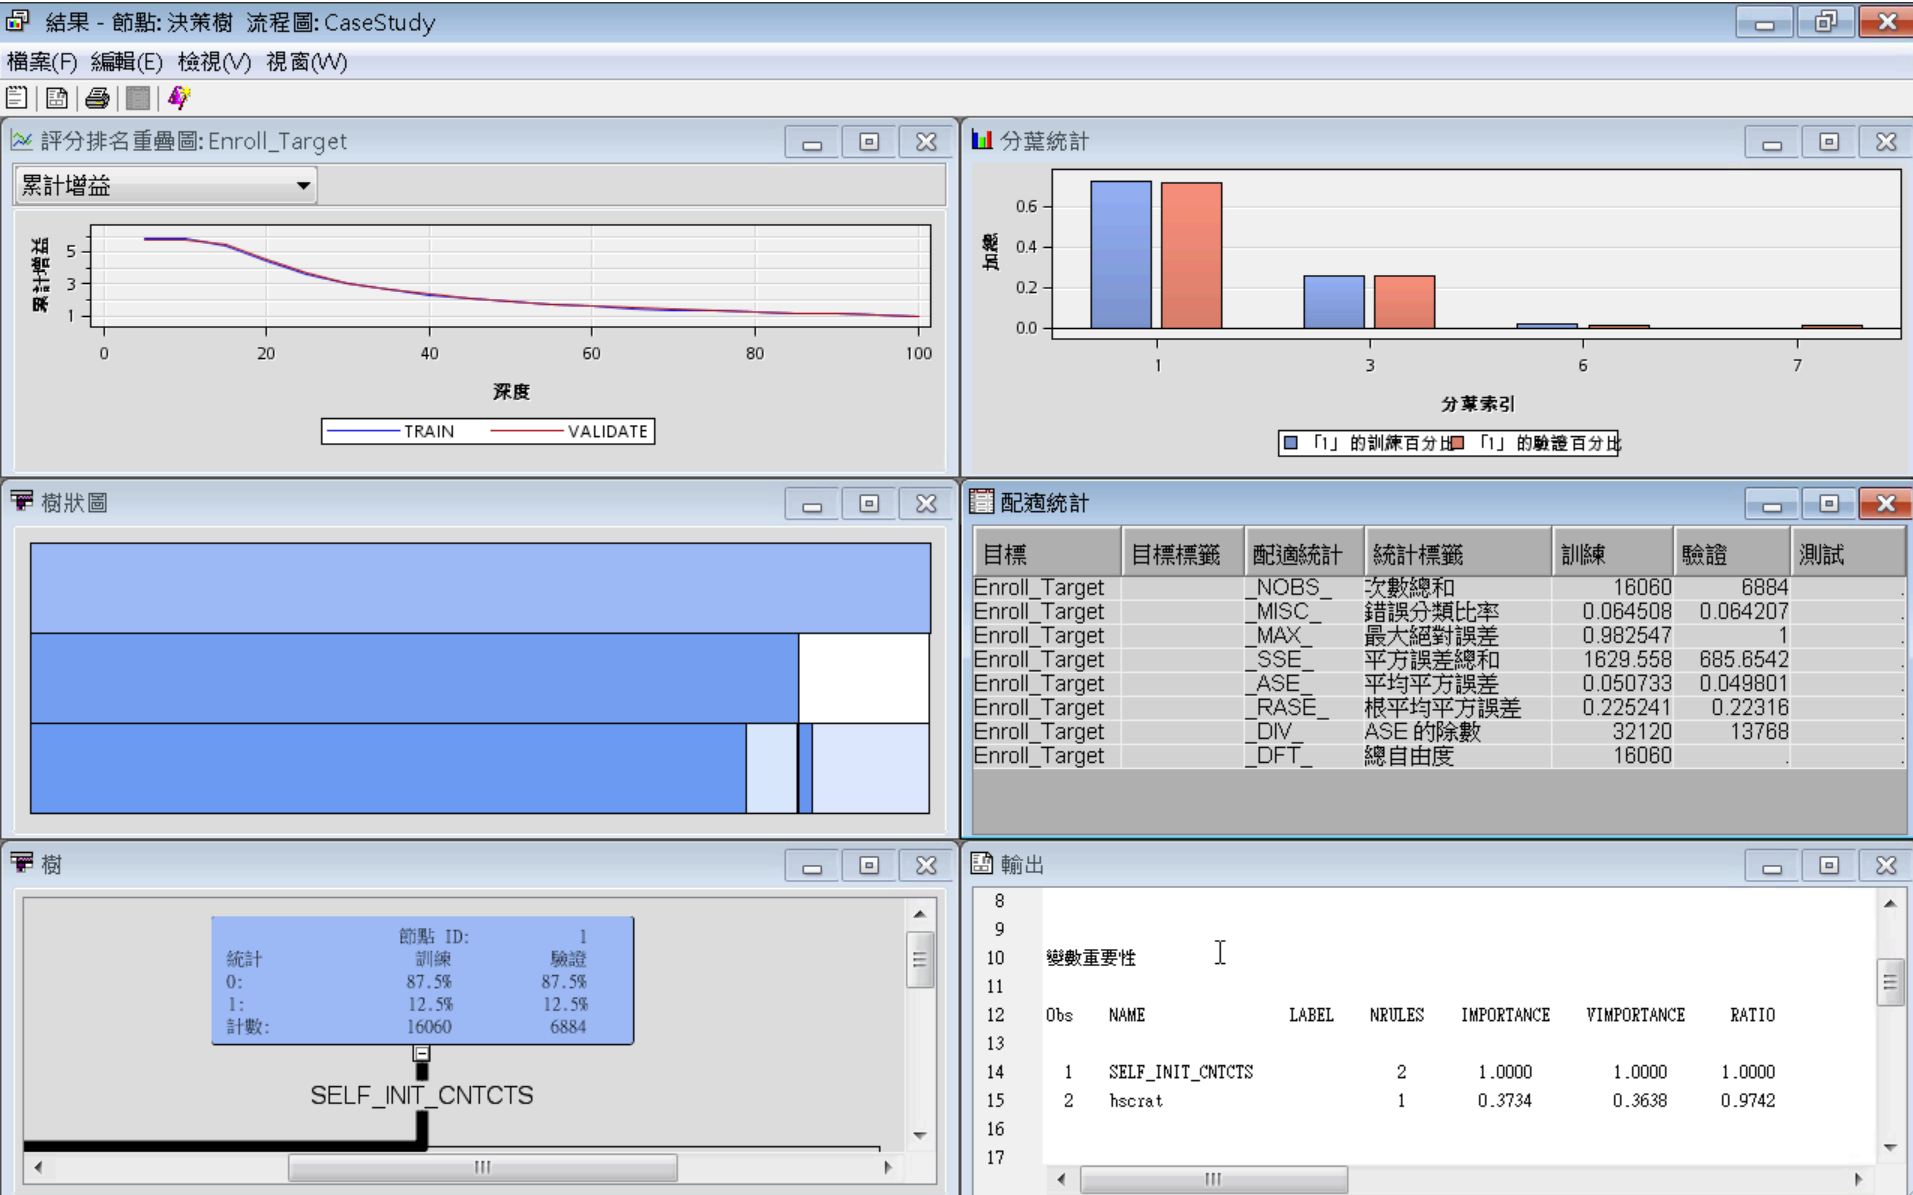 結果 - 節點: 決策樹 流程圖: CaseStudy
檔案(F) 編輯(E) 檢視(V) 視窗(W)
評分排名重疊圖: Enroll_Target
累計增益
累計增益
5
3
1
0 20 40 60 80 100
深度
TRAIN VALIDATE
分葉統計
加總
0.6
0.4
0.2
0.0
1 3 6 7
分葉索引
「1」的訓練百分比 「1」的驗證百分比
樹狀圖
配適統計
目標 目標標籤 配適統計 統計標籤 訓練 驗證 測試
Enroll_Target _NOBS_ 次數總和 16060 6884 .
Enroll_Target _MISC_ 錯誤分類比率 0.064508 0.064207 .
Enroll_Target _MAX_ 最大絕對誤差 0.982547 1 .
Enroll_Target _SSE_ 平方誤差總和 1629.558 685.6542 .
Enroll_Target _ASE_ 平均平方誤差 0.050733 0.049801 .
Enroll_Target _RASE_ 根平均平方誤差 0.225241 0.22316 .
Enroll_Target _DIV_ ASE 的除數 32120 13768 .
Enroll_Target _DFT_ 總自由度 16060 . .
樹
節點 ID: 1
統計 訓練 驗證
0: 87.5% 87.5%
1: 12.5% 12.5%
計數: 16060 6884
SELF_INIT_CNTCTS
輸出
8
9
10 變數重要性
11
12 Obs NAME LABEL NRULES IMPORTANCE VIMPORTANCE RATIO
13
14 1 SELF_INIT_CNTCTS 2 1.0000 1.0000 1.0000
15 2 hscrat 1 0.3734 0.3638 0.9742
16
17